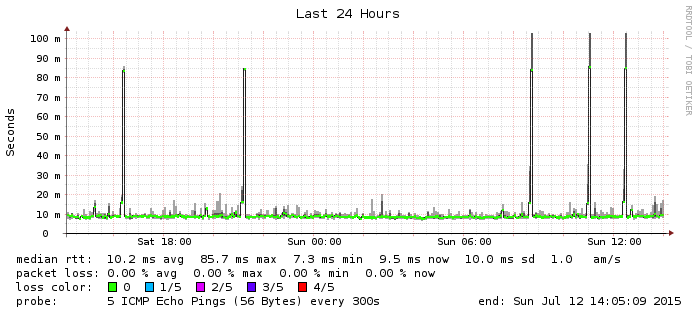 Last 24 Hours
RRDTOOL / TOBI OETIKER
Seconds
100 m
90 m
80 m
70 m
60 m
50 m
40 m
30 m
20 m
10 m
0
Sat 18:00 Sun 00:00 Sun 06:00 Sun 12:00
median rtt: 10.2 ms avg 85.7 ms max 7.3 ms min 9.5 ms now 10.0 ms sd 1.0 am/s
packet loss: 0.00 % avg 0.00 % max 0.00 % min 0.00 % now
loss color: 0 1/5 2/5 3/5 4/5
probe: 5 ICMP Echo Pings (56 Bytes) every 300s end: Sun Jul 12 14:05:09 2015